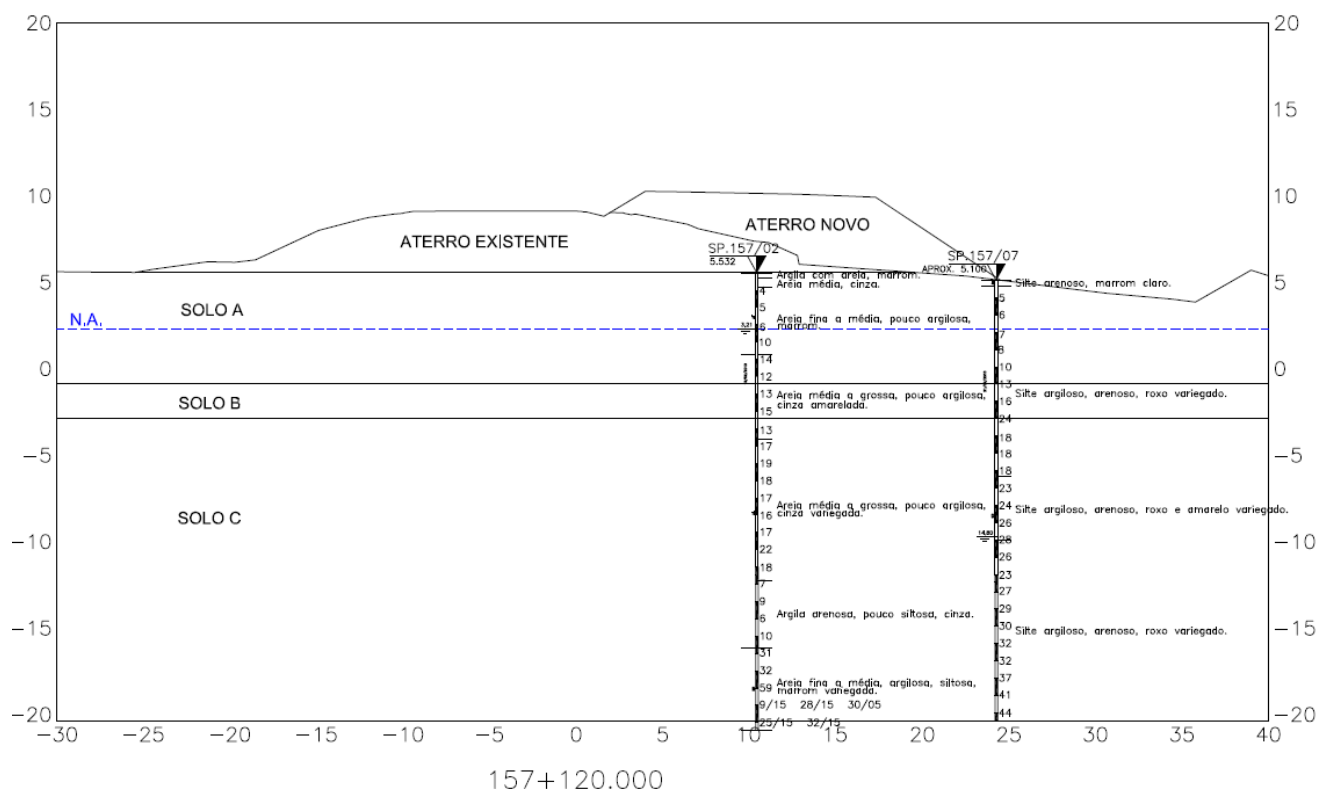 20
20
15
15
10
10
ATERRO NOVO
ATERRO EXISTENTE
SP.157/02
5.532
SP.157/07
APROX. 5.100
5
5
Argila com areia, marrom.
Areia média, cinza.
Silte arenoso, marrom claro.
SOLO A
N.A.
4
5
6
10
14
12
Areia fina a média, pouco argilosa,
marrom.
3,21
5
6
7
8
10
13
0
0
SOLO B
13
15
Areia média a grossa, pouco argilosa,
cinza amarelada.
16
24
Silte argiloso, arenoso, roxo variegado.
-5
-5
13
17
19
18
17
16
17
22
18
7
9
6
10
31
32
59
SOLO C
Areia média a grossa, pouco argilosa,
cinza variegada.
18
18
18
23
24
26
28
26
23
27
29
30
32
32
37
41
44
Silte argiloso, arenoso, roxo e amarelo variegado.
-10
-10
Argila arenosa, pouco siltosa, cinza.
Silte argiloso, arenoso, roxo variegado.
-15
-15
Areia fina a média, argilosa, siltosa,
marrom variegada.
9/15 28/15 30/05
25/15 32/15
-20
-20
-30 -25 -20 -15 -10 -5 0 5 10 15 20 25 30 35 40
157+120.000